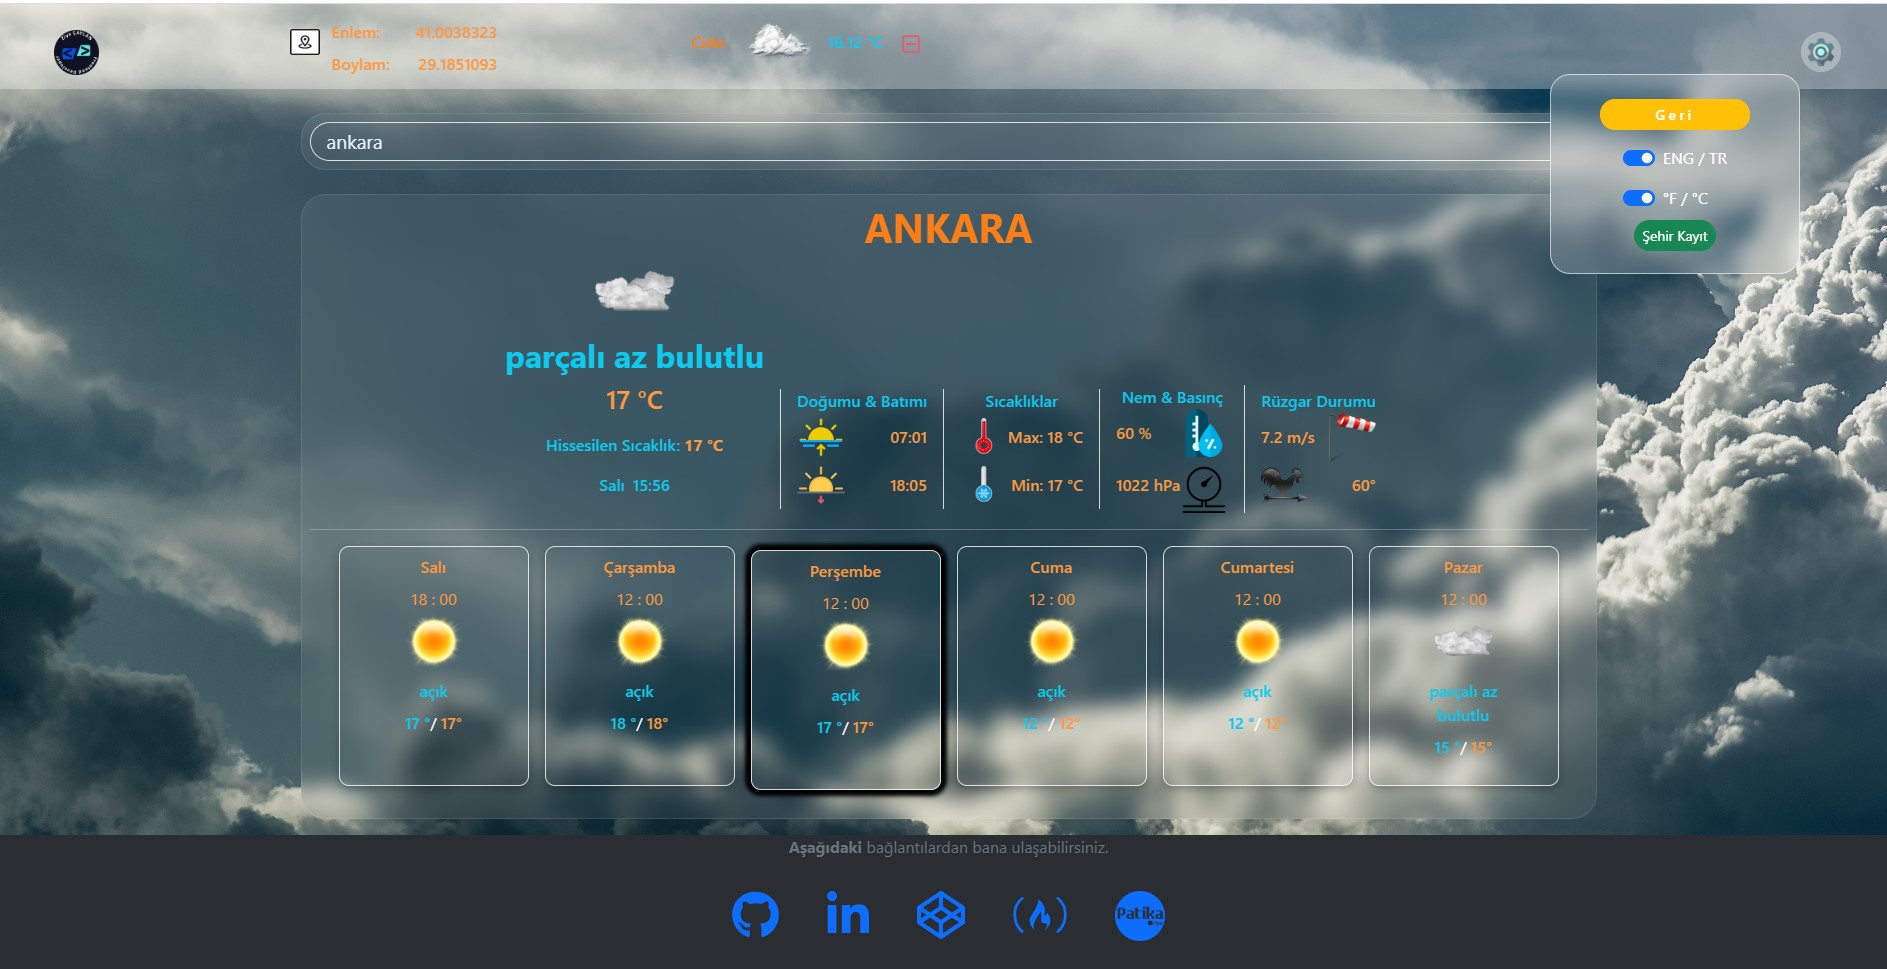 Enlem: 41.0038323
Boylam: 29.1851093
16.12 °C
Geri
ENG / TR
°F / °C
Şehir Kayıt
ankara
ANKARA
parçalı az bulutlu
17 °C
Hissesilen Sıcaklık: 17 °C
Salı 15:56
Doğumu & Batımı
07:01
18:05
Sıcaklıklar
Max: 18 °C
Min: 17 °C
Nem & Basınç
60 %
1022 hPa
Rüzgar Durumu
7.2 m/s
60°
Salı
18 : 00
açık
17 °/ 17°
Çarşamba
12 : 00
açık
18 °/ 18°
Perşembe
12 : 00
açık
17 °/ 17°
Cuma
12 : 00
açık
12 °/ 12°
Cumartesi
12 : 00
açık
12 °/ 12°
Pazar
12 : 00
parçalı az
bulutlu
15 °/ 15°
Aşağıdaki bağlantılardan bana ulaşabilirsiniz.
in
Patika